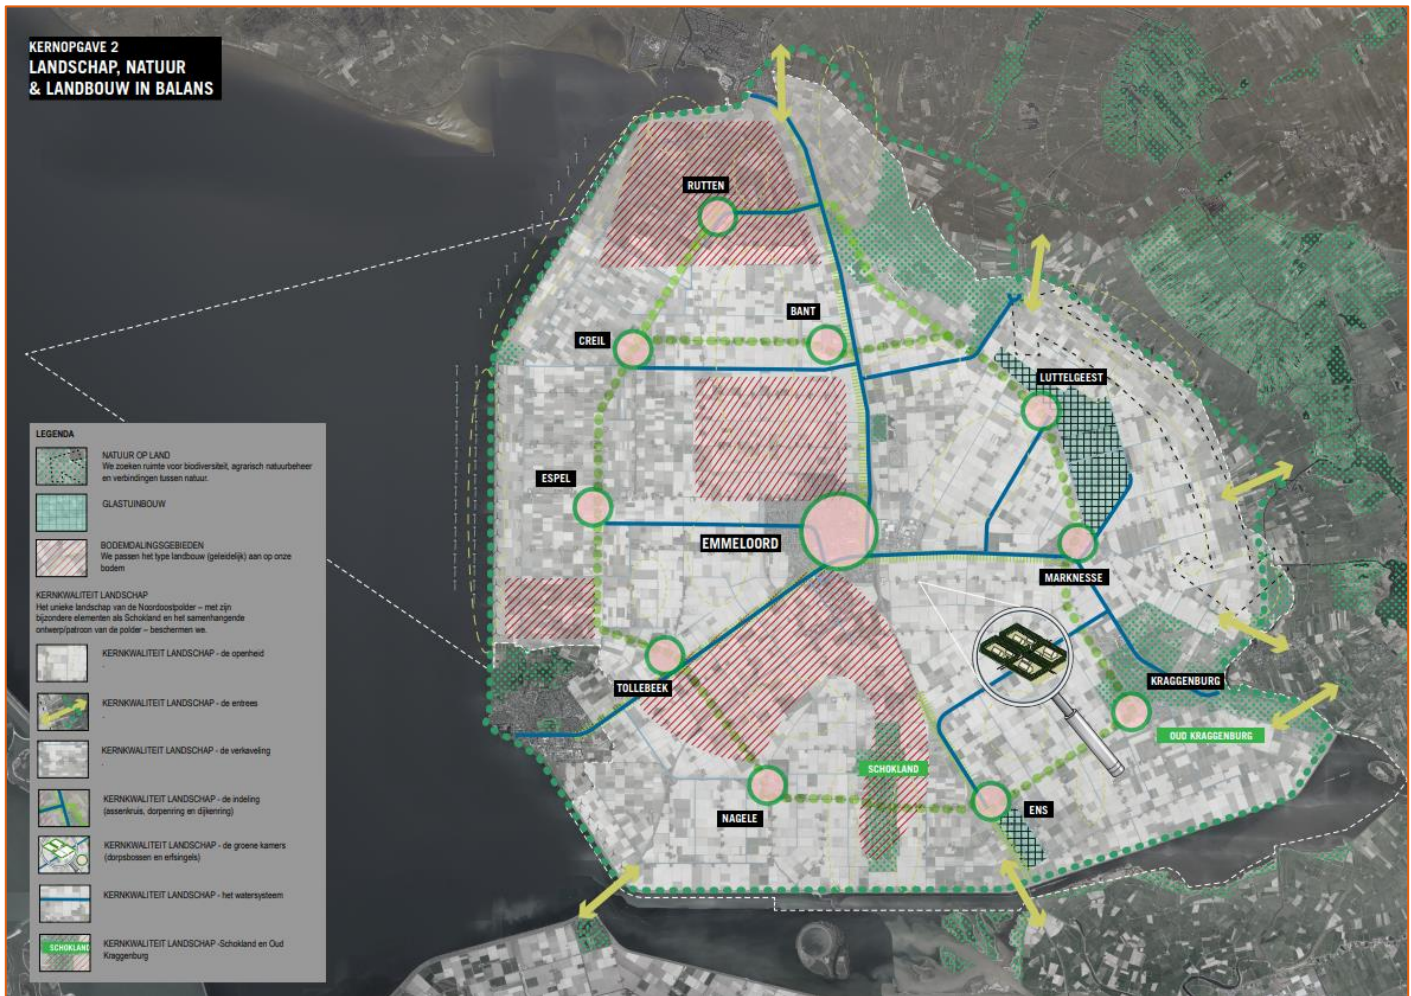 KERNOPGAVE 2
LANDSCHAP, NATUUR
& LANDBOUW IN BALANS
RUTTEN
BANT
CREIL
LUTTELGEEST
ESPEL
EMMELOORD
MARKNESSE
TOLLEBEEK
KRAGGENBURG
OUD KRAGGENBURG
SCHOKLAND
NAGELE
ENS
LEGENDA
NATUUR OP LAND
We zoeken ruimte voor biodiversiteit, agrarisch natuurbeheer
en verbindingen tussen natuur.
GLASTUINBOUW
BODEMDALINGSGEBIEDEN
We passen het type landbouw (geleidelijk) aan op onze
bodem
KERNKWALITEIT LANDSCHAP
Het unieke landschap van de Noordoostpolder – met zijn
bijzondere elementen als Schokland en het samenhangende
ontwerp/patroon van de polder – beschermen we.
KERNKWALITEIT LANDSCHAP - de openheid
-
KERNKWALITEIT LANDSCHAP - de entrees
-
KERNKWALITEIT LANDSCHAP - de verkaveling
-
KERNKWALITEIT LANDSCHAP - de indeling
(assenkruis, dorpenring en dijkenring)
KERNKWALITEIT LANDSCHAP - de groene kamers
(dorpsbossen en erfsingels)
KERNKWALITEIT LANDSCHAP - het watersysteem
SCHOKLAND
KERNKWALITEIT LANDSCHAP -Schokland en Oud
Kraggenburg